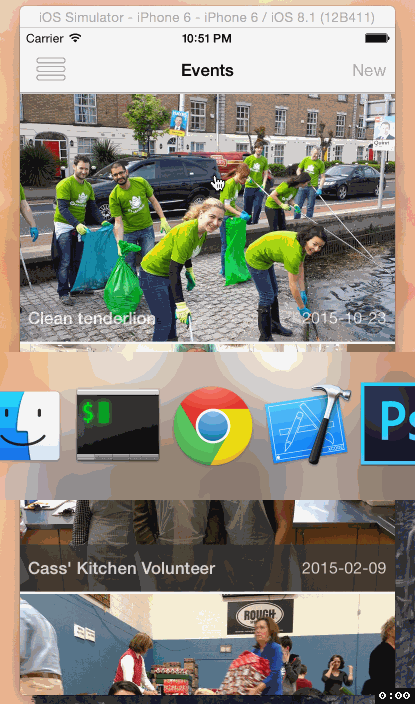 iOS Simulator - iPhone 6 - iPhone 6 / iOS 8.1 (12B411)
Carrier 10:51 PM
Events New
Clean tenderlion 2015-10-23
$
Ps
Cass' Kitchen Volunteer 2015-02-09
ROUGH
0:00